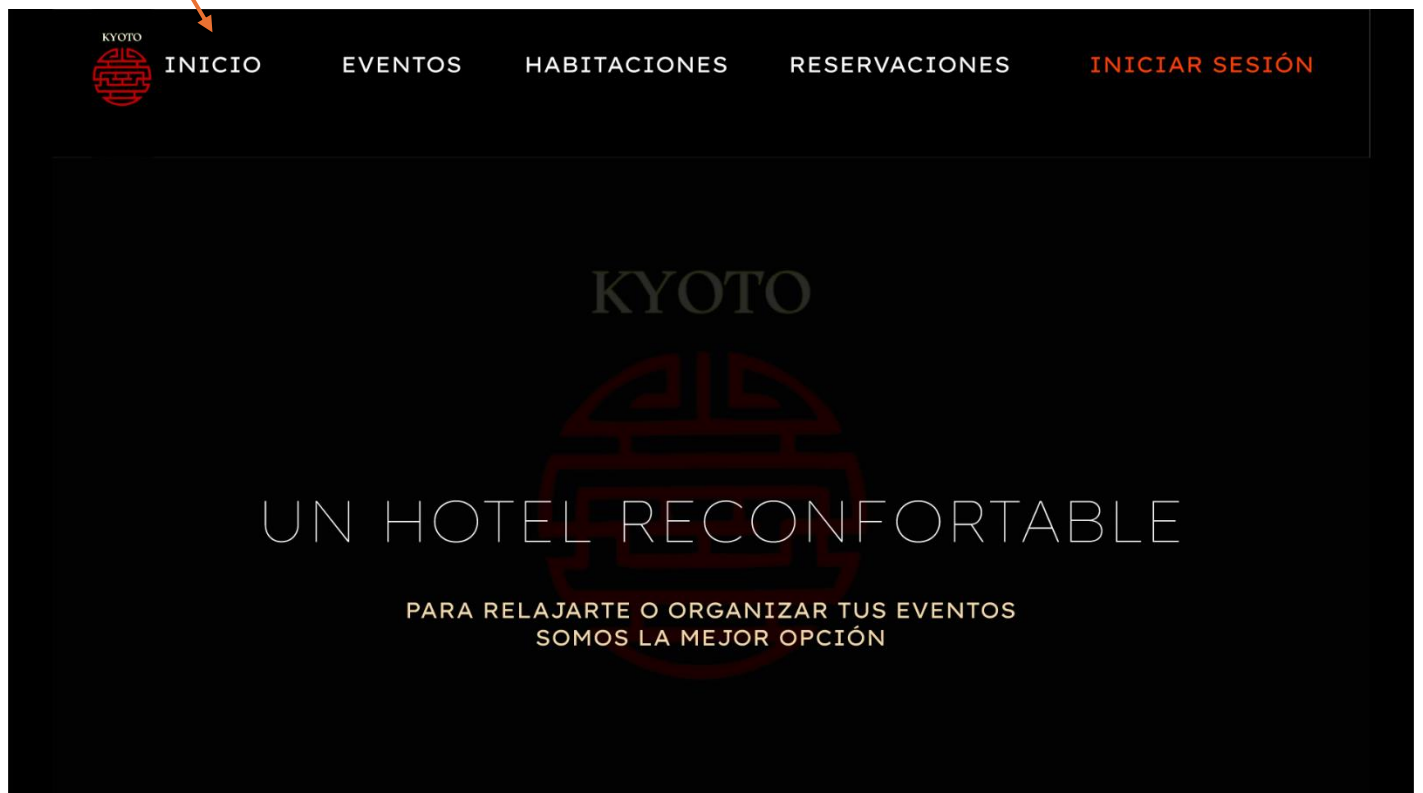 KYOTO
INICIO EVENTOS HABITACIONES RESERVACIONES INICIAR SESIÓN
KYOTO
UN HOTEL RECONFORTABLE
PARA RELAJARTE O ORGANIZAR TUS EVENTOS
SOMOS LA MEJOR OPCIÓN